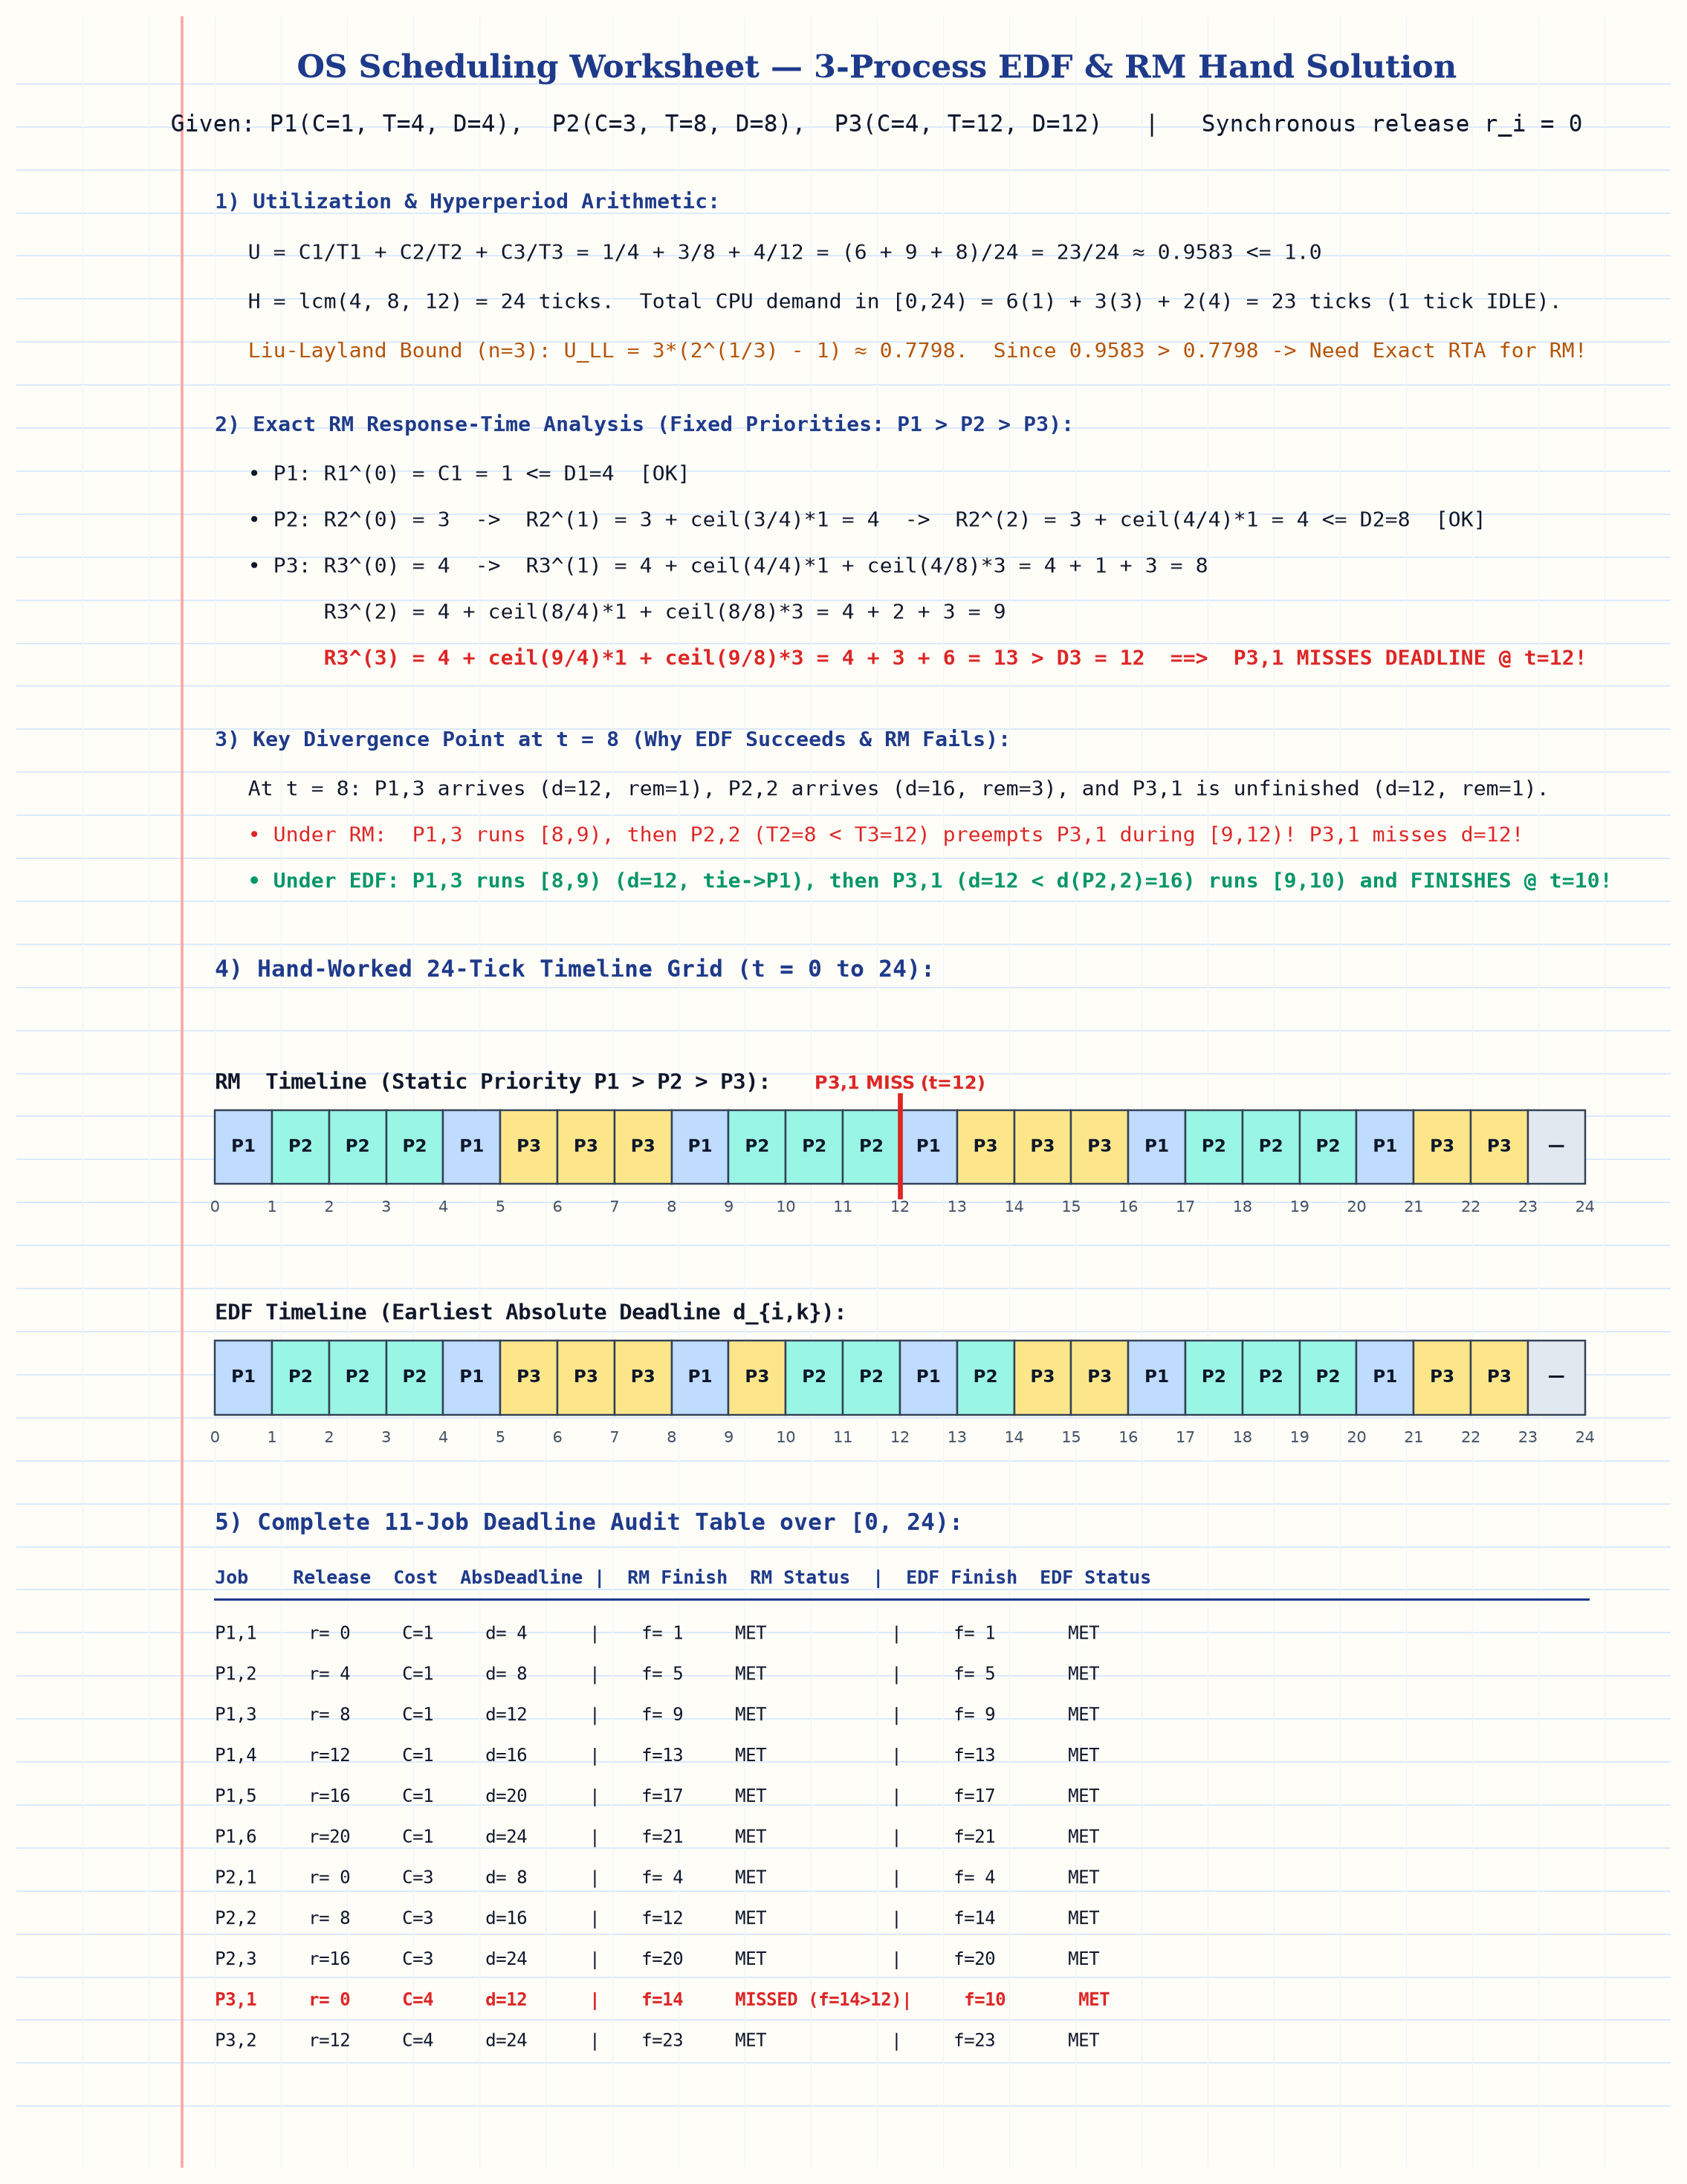 OS Scheduling Worksheet — 3-Process EDF & RM Hand Solution
Given: P1(C=1, T=4, D=4),  P2(C=3, T=8, D=8),  P3(C=4, T=12, D=12)   |   Synchronous release r_i = 0
1) Utilization & Hyperperiod Arithmetic:
U = C1/T1 + C2/T2 + C3/T3 = 1/4 + 3/8 + 4/12 = (6 + 9 + 8)/24 = 23/24 ≈ 0.9583 <= 1.0
H = lcm(4, 8, 12) = 24 ticks.  Total CPU demand in [0,24) = 6(1) + 3(3) + 2(4) = 23 ticks (1 tick IDLE).
Liu-Layland Bound (n=3): U_LL = 3*(2^(1/3) - 1) ≈ 0.7798.  Since 0.9583 > 0.7798 -> Need Exact RTA for RM!
2) Exact RM Response-Time Analysis (Fixed Priorities: P1 > P2 > P3):
• P1: R1^(0) = C1 = 1 <= D1=4  [OK]
• P2: R2^(0) = 3  ->  R2^(1) = 3 + ceil(3/4)*1 = 4  ->  R2^(2) = 3 + ceil(4/4)*1 = 4 <= D2=8  [OK]
• P3: R3^(0) = 4  ->  R3^(1) = 4 + ceil(4/4)*1 + ceil(4/8)*3 = 4 + 1 + 3 = 8
R3^(2) = 4 + ceil(8/4)*1 + ceil(8/8)*3 = 4 + 2 + 3 = 9
R3^(3) = 4 + ceil(9/4)*1 + ceil(9/8)*3 = 4 + 3 + 6 = 13 > D3 = 12  ==>  P3,1 MISSES DEADLINE @ t=12!
3) Key Divergence Point at t = 8 (Why EDF Succeeds & RM Fails):
At t = 8: P1,3 arrives (d=12, rem=1), P2,2 arrives (d=16, rem=3), and P3,1 is unfinished (d=12, rem=1).
• Under RM:  P1,3 runs [8,9), then P2,2 (T2=8 < T3=12) preempts P3,1 during [9,12)! P3,1 misses d=12!
• Under EDF: P1,3 runs [8,9) (d=12, tie->P1), then P3,1 (d=12 < d(P2,2)=16) runs [9,10) and FINISHES @ t=10!
4) Hand-Worked 24-Tick Timeline Grid (t = 0 to 24):
RM  Timeline (Static Priority P1 > P2 > P3):   P3,1 MISS (t=12)
P1 P2 P2 P2 P1 P3 P3 P3 P1 P2 P2 P2 P1 P3 P3 P3 P1 P2 P2 P2 P1 P3 P3 —
0 1 2 3 4 5 6 7 8 9 10 11 12 13 14 15 16 17 18 19 20 21 22 23 24
EDF Timeline (Earliest Absolute Deadline d_{i,k}):
P1 P2 P2 P2 P1 P3 P3 P3 P1 P3 P2 P2 P1 P2 P3 P3 P1 P2 P2 P2 P1 P3 P3 —
0 1 2 3 4 5 6 7 8 9 10 11 12 13 14 15 16 17 18 19 20 21 22 23 24
5) Complete 11-Job Deadline Audit Table over [0, 24):
Job    Release  Cost  AbsDeadline |  RM Finish  RM Status  |  EDF Finish  EDF Status
P1,1     r= 0     C=1     d= 4      |    f= 1     MET            |     f= 1       MET
P1,2     r= 4     C=1     d= 8      |    f= 5     MET            |     f= 5       MET
P1,3     r= 8     C=1     d=12      |    f= 9     MET            |     f= 9       MET
P1,4     r=12     C=1     d=16      |    f=13     MET            |     f=13       MET
P1,5     r=16     C=1     d=20      |    f=17     MET            |     f=17       MET
P1,6     r=20     C=1     d=24      |    f=21     MET            |     f=21       MET
P2,1     r= 0     C=3     d= 8      |    f= 4     MET            |     f= 4       MET
P2,2     r= 8     C=3     d=16      |    f=12     MET            |     f=14       MET
P2,3     r=16     C=3     d=24      |    f=20     MET            |     f=20       MET
P3,1     r= 0     C=4     d=12      |    f=14     MISSED (f=14>12)|     f=10       MET
P3,2     r=12     C=4     d=24      |    f=23     MET            |     f=23       MET